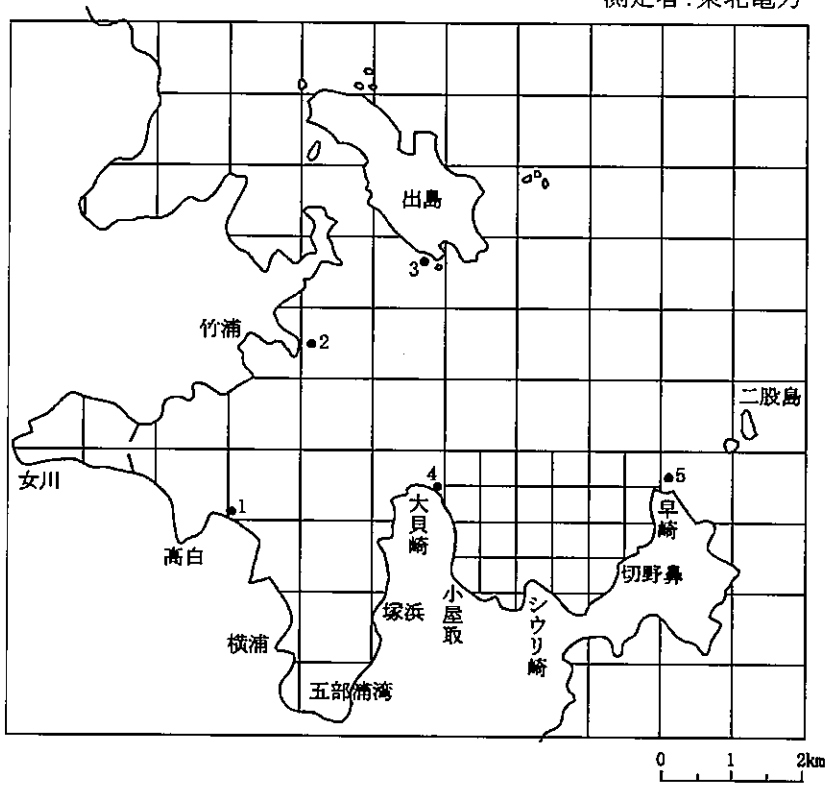 測定者:東北電力
出島
3
竹浦
2
二股島
女川
1
4
5
大貝崎
早崎
高白
切野鼻
塚浜
小屋取
シウリ崎
横浦
五部浦湾
0 1 2km